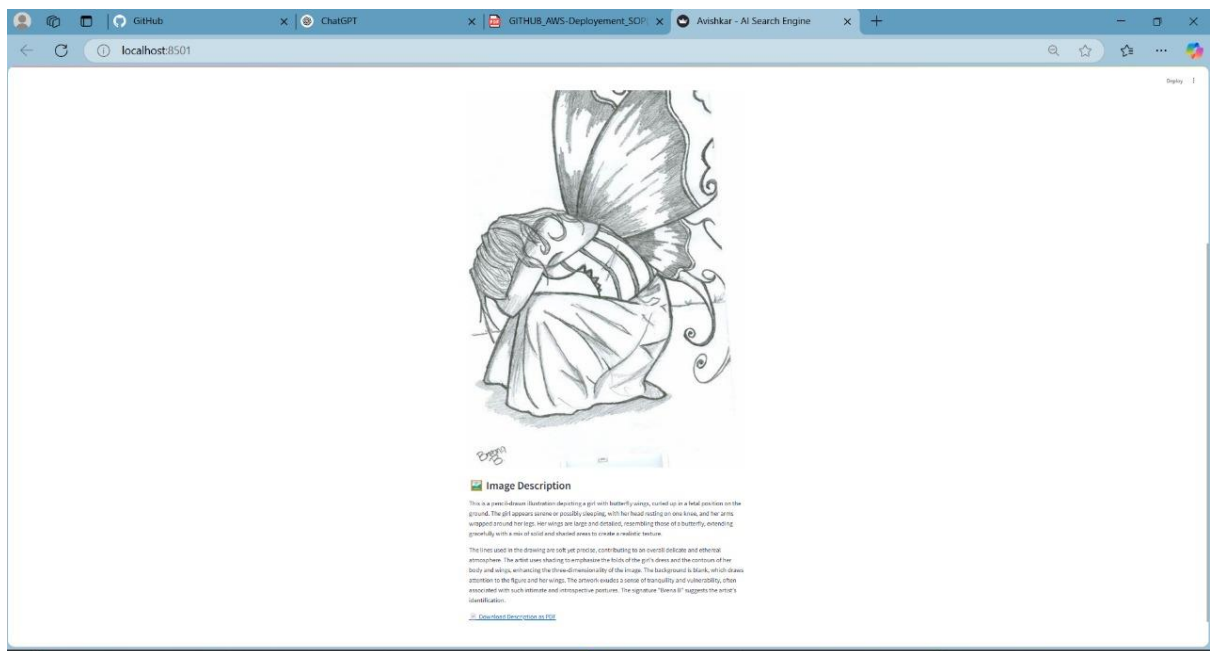 GitHub
ChatGPT
GITHUB_AWS-Deployement_SOP
Avishkar - AI Search Engine
localhost:8501
Deploy
Brena
B
Image Description
This is a pencil-drawn illustration depicting a girl with butterfly wings, curled up in a fetal position on the
ground. The girl appears serene or possibly sleeping, with her head resting on one knee, and her arms
wrapped around her legs. Her wings are large and detailed, resembling those of a butterfly, extending
gracefully with a mix of solid and shaded areas to create a realistic texture.
The lines used in the drawing are soft yet precise, contributing to an overall delicate and ethereal
atmosphere. The artist uses shading to emphasize the folds of the girl's dress and the contours of her
body and wings, enhancing the three-dimensionality of the image. The background is blank, which draws
attention to the figure and her wings. The artwork exudes a sense of tranquility and vulnerability, often
associated with such intimate and introspective postures. The signature "Brena B" suggests the artist's
identification.
Download Description as PDF